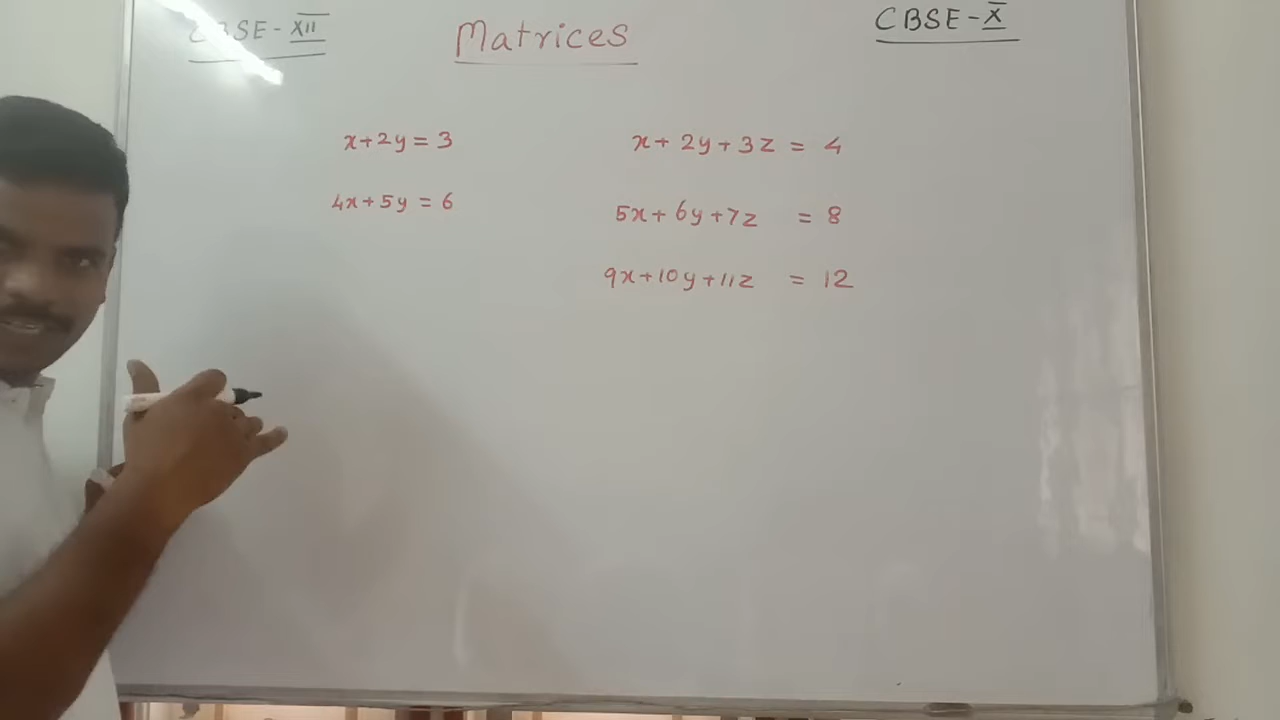 CBSE - XII
Matrices
CBSE - X
x + 2y = 3
4x + 5y = 6
x + 2y + 3z = 4
5x + 6y + 7z = 8
9x + 10y + 11z = 12